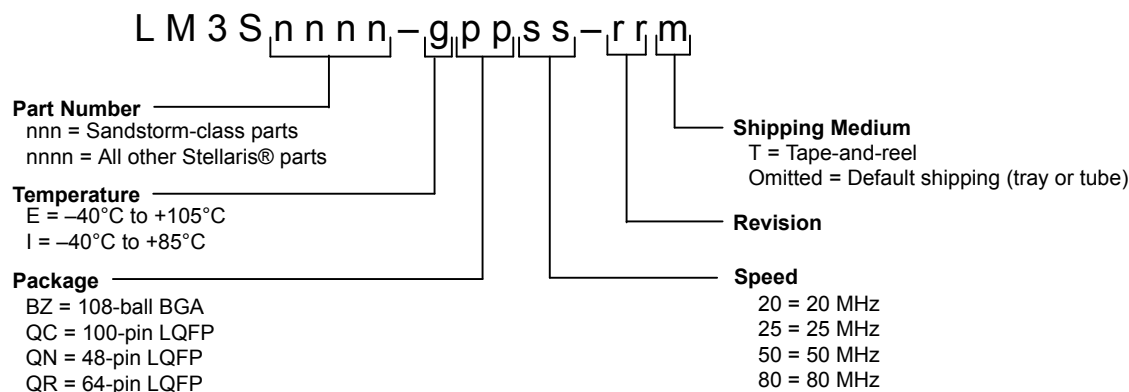 L M 3 S n n n n – g p p s s – r r m
Part Number
nnn = Sandstorm-class parts
nnnn = All other Stellaris® parts
Temperature
E = –40°C to +105°C
I = –40°C to +85°C
Package
BZ = 108-ball BGA
QC = 100-pin LQFP
QN = 48-pin LQFP
QR = 64-pin LQFP
Shipping Medium
T = Tape-and-reel
Omitted = Default shipping (tray or tube)
Revision
Speed
20 = 20 MHz
25 = 25 MHz
50 = 50 MHz
80 = 80 MHz